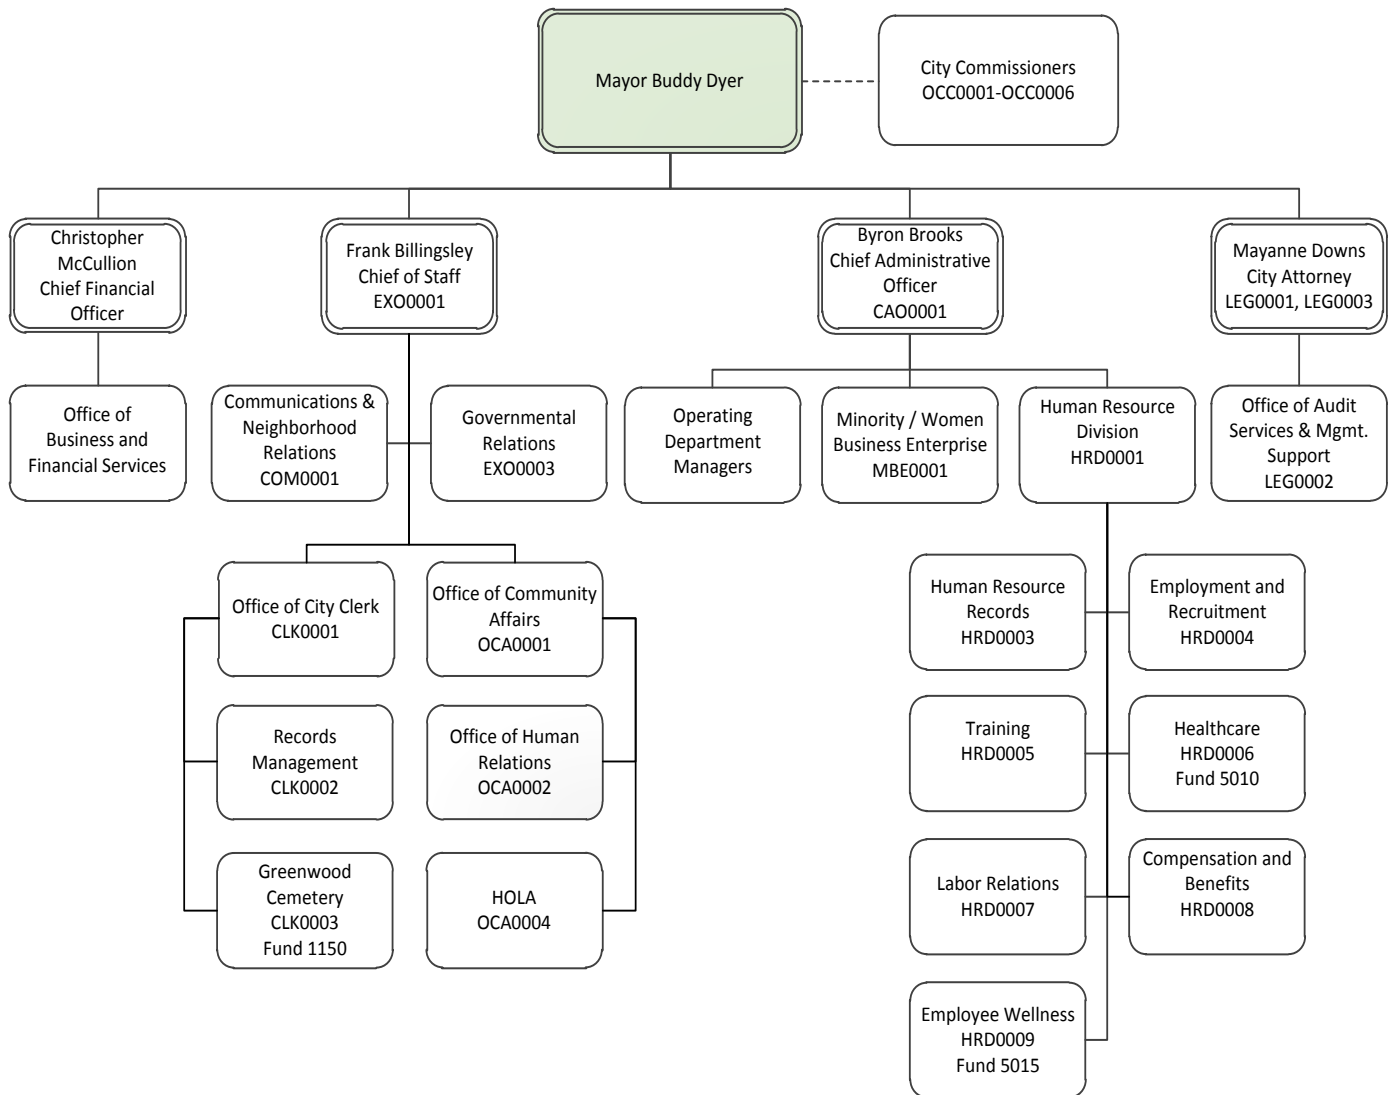 Mayor Buddy Dyer
City Commissioners
OCC0001-OCC0006
Christopher
McCullion
Chief Financial
Officer
Frank Billingsley
Chief of Staff
EXO0001
Byron Brooks
Chief Administrative
Officer
CAO0001
Mayanne Downs
City Attorney
LEG0001, LEG0003
Office of
Business and
Financial Services
Communications &
Neighborhood
Relations
COM0001
Governmental
Relations
EXO0003
Operating
Department
Managers
Minority / Women
Business Enterprise
MBE0001
Human Resource
Division
HRD0001
Office of Audit
Services & Mgmt.
Support
LEG0002
Office of City Clerk
CLK0001
Office of Community
Affairs
OCA0001
Human Resource
Records
HRD0003
Employment and
Recruitment
HRD0004
Records
Management
CLK0002
Office of Human
Relations
OCA0002
Training
HRD0005
Healthcare
HRD0006
Fund 5010
Greenwood
Cemetery
CLK0003
Fund 1150
HOLA
OCA0004
Labor Relations
HRD0007
Compensation and
Benefits
HRD0008
Employee Wellness
HRD0009
Fund 5015